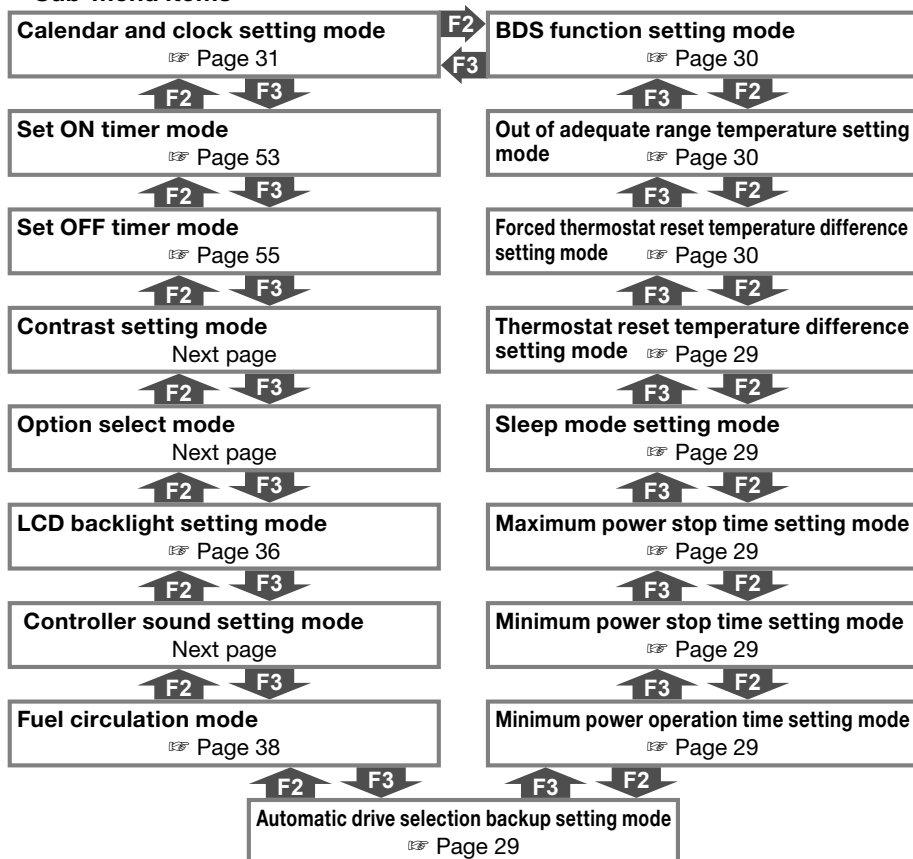 Sub-menu items
Calendar and clock setting mode
☞ Page 31
F2
F3
BDS function setting mode
☞ Page 30
F2 F3
F3 F2
Set ON timer mode
☞ Page 53
Out of adequate range temperature setting
mode ☞ Page 30
F2 F3
F3 F2
Set OFF timer mode
☞ Page 55
Forced thermostat reset temperature difference
setting mode ☞ Page 30
F2 F3
F3 F2
Contrast setting mode
Next page
Thermostat reset temperature difference
setting mode ☞ Page 29
F2 F3
F3 F2
Option select mode
Next page
Sleep mode setting mode
☞ Page 29
F2 F3
F3 F2
LCD backlight setting mode
☞ Page 36
Maximum power stop time setting mode
☞ Page 29
F2 F3
F3 F2
Controller sound setting mode
Next page
Minimum power stop time setting mode
☞ Page 29
F2 F3
F3 F2
Fuel circulation mode
☞ Page 38
Minimum power operation time setting mode
☞ Page 29
F2 F3
F3 F2
Automatic drive selection backup setting mode
☞ Page 29